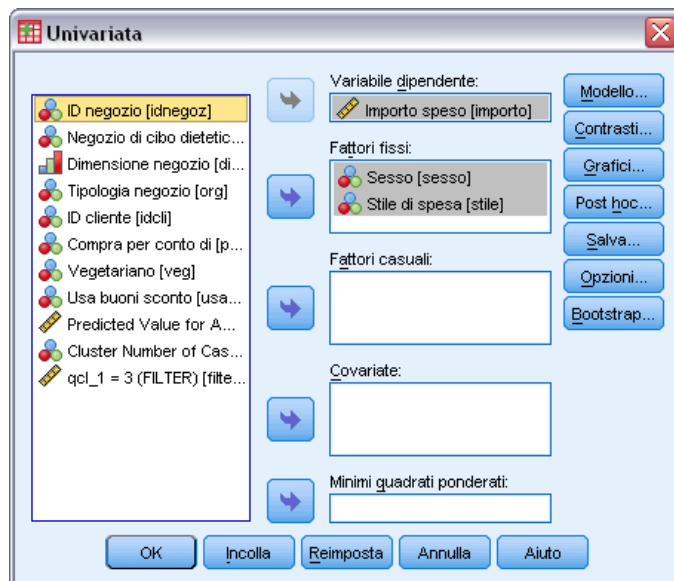 Univariata
ID negozio [idnegoz]
Negozio di cibo dietetic...
Dimensione negozio [di...
Tipologia negozio [org]
ID cliente [idcli]
Compra per conto di [p...
Vegetariano [veg]
Usa buoni sconto [usa...
Predicted Value for A...
Cluster Number of Cas...
qcl_1 = 3 (FILTER) [filte...
Variabile dipendente:
Importo speso [importo]
Fattori fissi:
Sesso [sesso]
Stile di spesa [stile]
Fattori casuali:
Covariate:
Minimi quadrati ponderati:
Modello...
Contrasti...
Grafici...
Post hoc...
Salva...
Opzioni...
Bootstrap...
OK
Incolla
Reimposta
Annulla
Aiuto